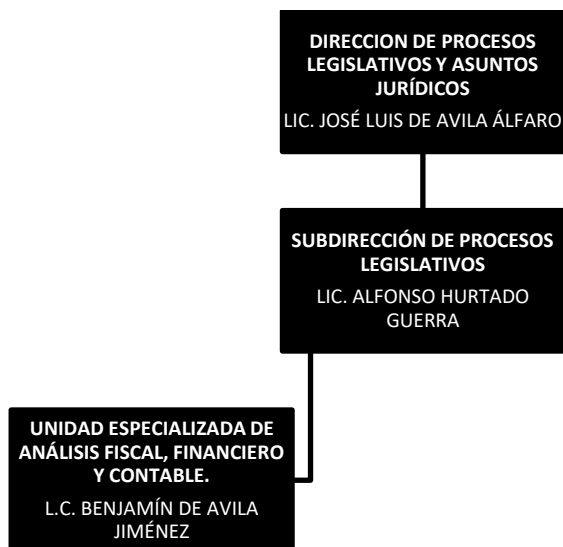 DIRECCION DE PROCESOS
LEGISLATIVOS Y ASUNTOS
JURÍDICOS
LIC. JOSÉ LUIS DE AVILA ÁLFARO
SUBDIRECCIÓN DE PROCESOS
LEGISLATIVOS
LIC. ALFONSO HURTADO
GUERRA
UNIDAD ESPECIALIZADA DE
ANÁLISIS FISCAL, FINANCIERO
Y CONTABLE.
L.C. BENJAMÍN DE AVILA
JIMÉNEZ